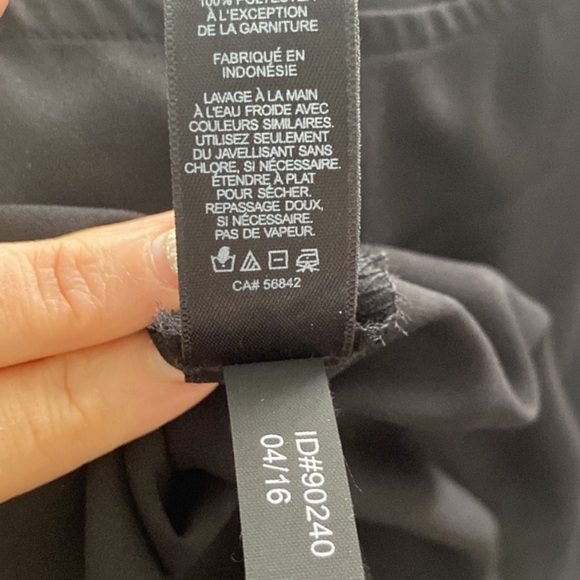 100% POLYESTER
À L'EXCEPTION
DE LA GARNITURE
FABRIQUÉ EN
INDONÉSIE
LAVAGE À LA MAIN
À L'EAU FROIDE AVEC
COULEURS SIMILAIRES.
UTILISEZ SEULEMENT
DU JAVELLISANT SANS
CHLORE, SI NÉCESSAIRE.
ÉTENDRE À PLAT
POUR SÉCHER.
REPASSAGE DOUX,
SI NÉCESSAIRE.
PAS DE VAPEUR.
CA# 56842
ID#90240
04/16